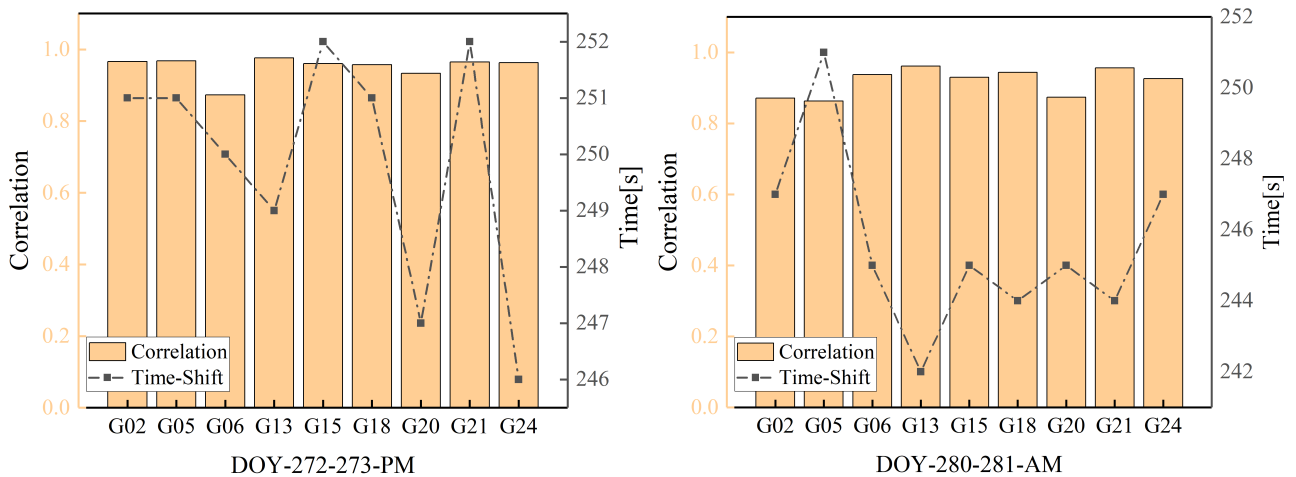 1.0
0.8
0.6
0.4
0.2
0.0
Correlation
252
251
250
249
248
247
246
Time[s]
Correlation
Time-Shift
G02 G05 G06 G13 G15 G18 G20 G21 G24
DOY-272-273-PM
1.0
0.8
0.6
0.4
0.2
0.0
Correlation
252
250
248
246
244
242
Time[s]
Correlation
Time-Shift
G02 G05 G06 G13 G15 G18 G20 G21 G24
DOY-280-281-AM